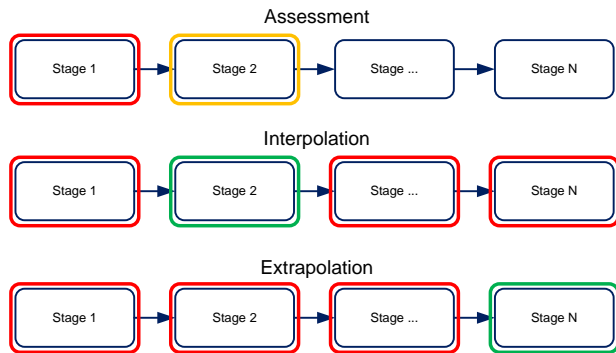 Assessment
Stage 1 Stage 2 Stage ... Stage N
Interpolation
Stage 1 Stage 2 Stage ... Stage N
Extrapolation
Stage 1 Stage 2 Stage ... Stage N